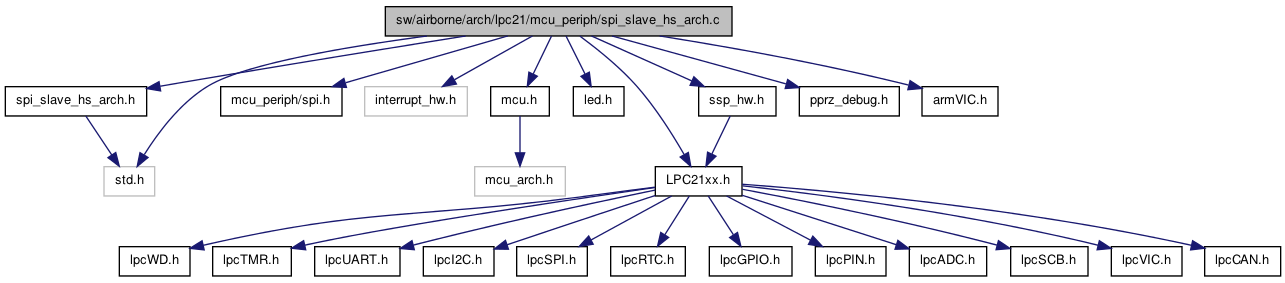 sw/airborne/arch/lpc21/mcu_periph/spi_slave_hs_arch.c
spi_slave_hs_arch.h
mcu_periph/spi.h
interrupt_hw.h
mcu.h
led.h
ssp_hw.h
pprz_debug.h
armVIC.h
std.h
mcu_arch.h
LPC21xx.h
lpcWD.h
lpcTMR.h
lpcUART.h
lpcI2C.h
lpcSPI.h
lpcRTC.h
lpcGPIO.h
lpcPIN.h
lpcADC.h
lpcSCB.h
lpcVIC.h
lpcCAN.h